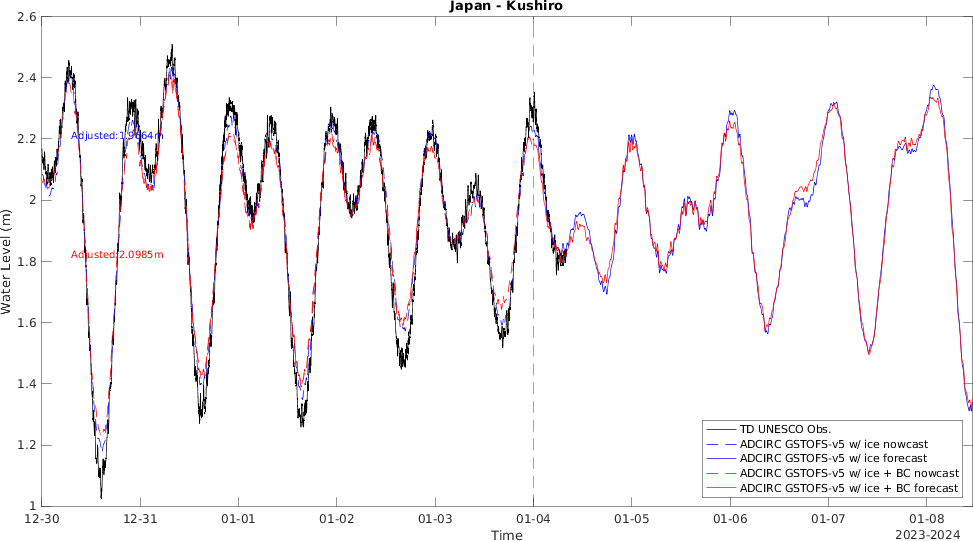 Japan - Kushiro
2.6
2.4
2.2
2
1.8
1.6
1.4
1.2
1
Water Level (m)
Adjusted:1.9664m
Adjusted:2.0985m
TD UNESCO Obs.
ADCIRC GSTOFS-v5 w/ ice nowcast
ADCIRC GSTOFS-v5 w/ ice forecast
ADCIRC GSTOFS-v5 w/ ice + BC nowcast
ADCIRC GSTOFS-v5 w/ ice + BC forecast
12-30 12-31 01-01 01-02 01-03 01-04 01-05 01-06 01-07 01-08
Time
2023-2024